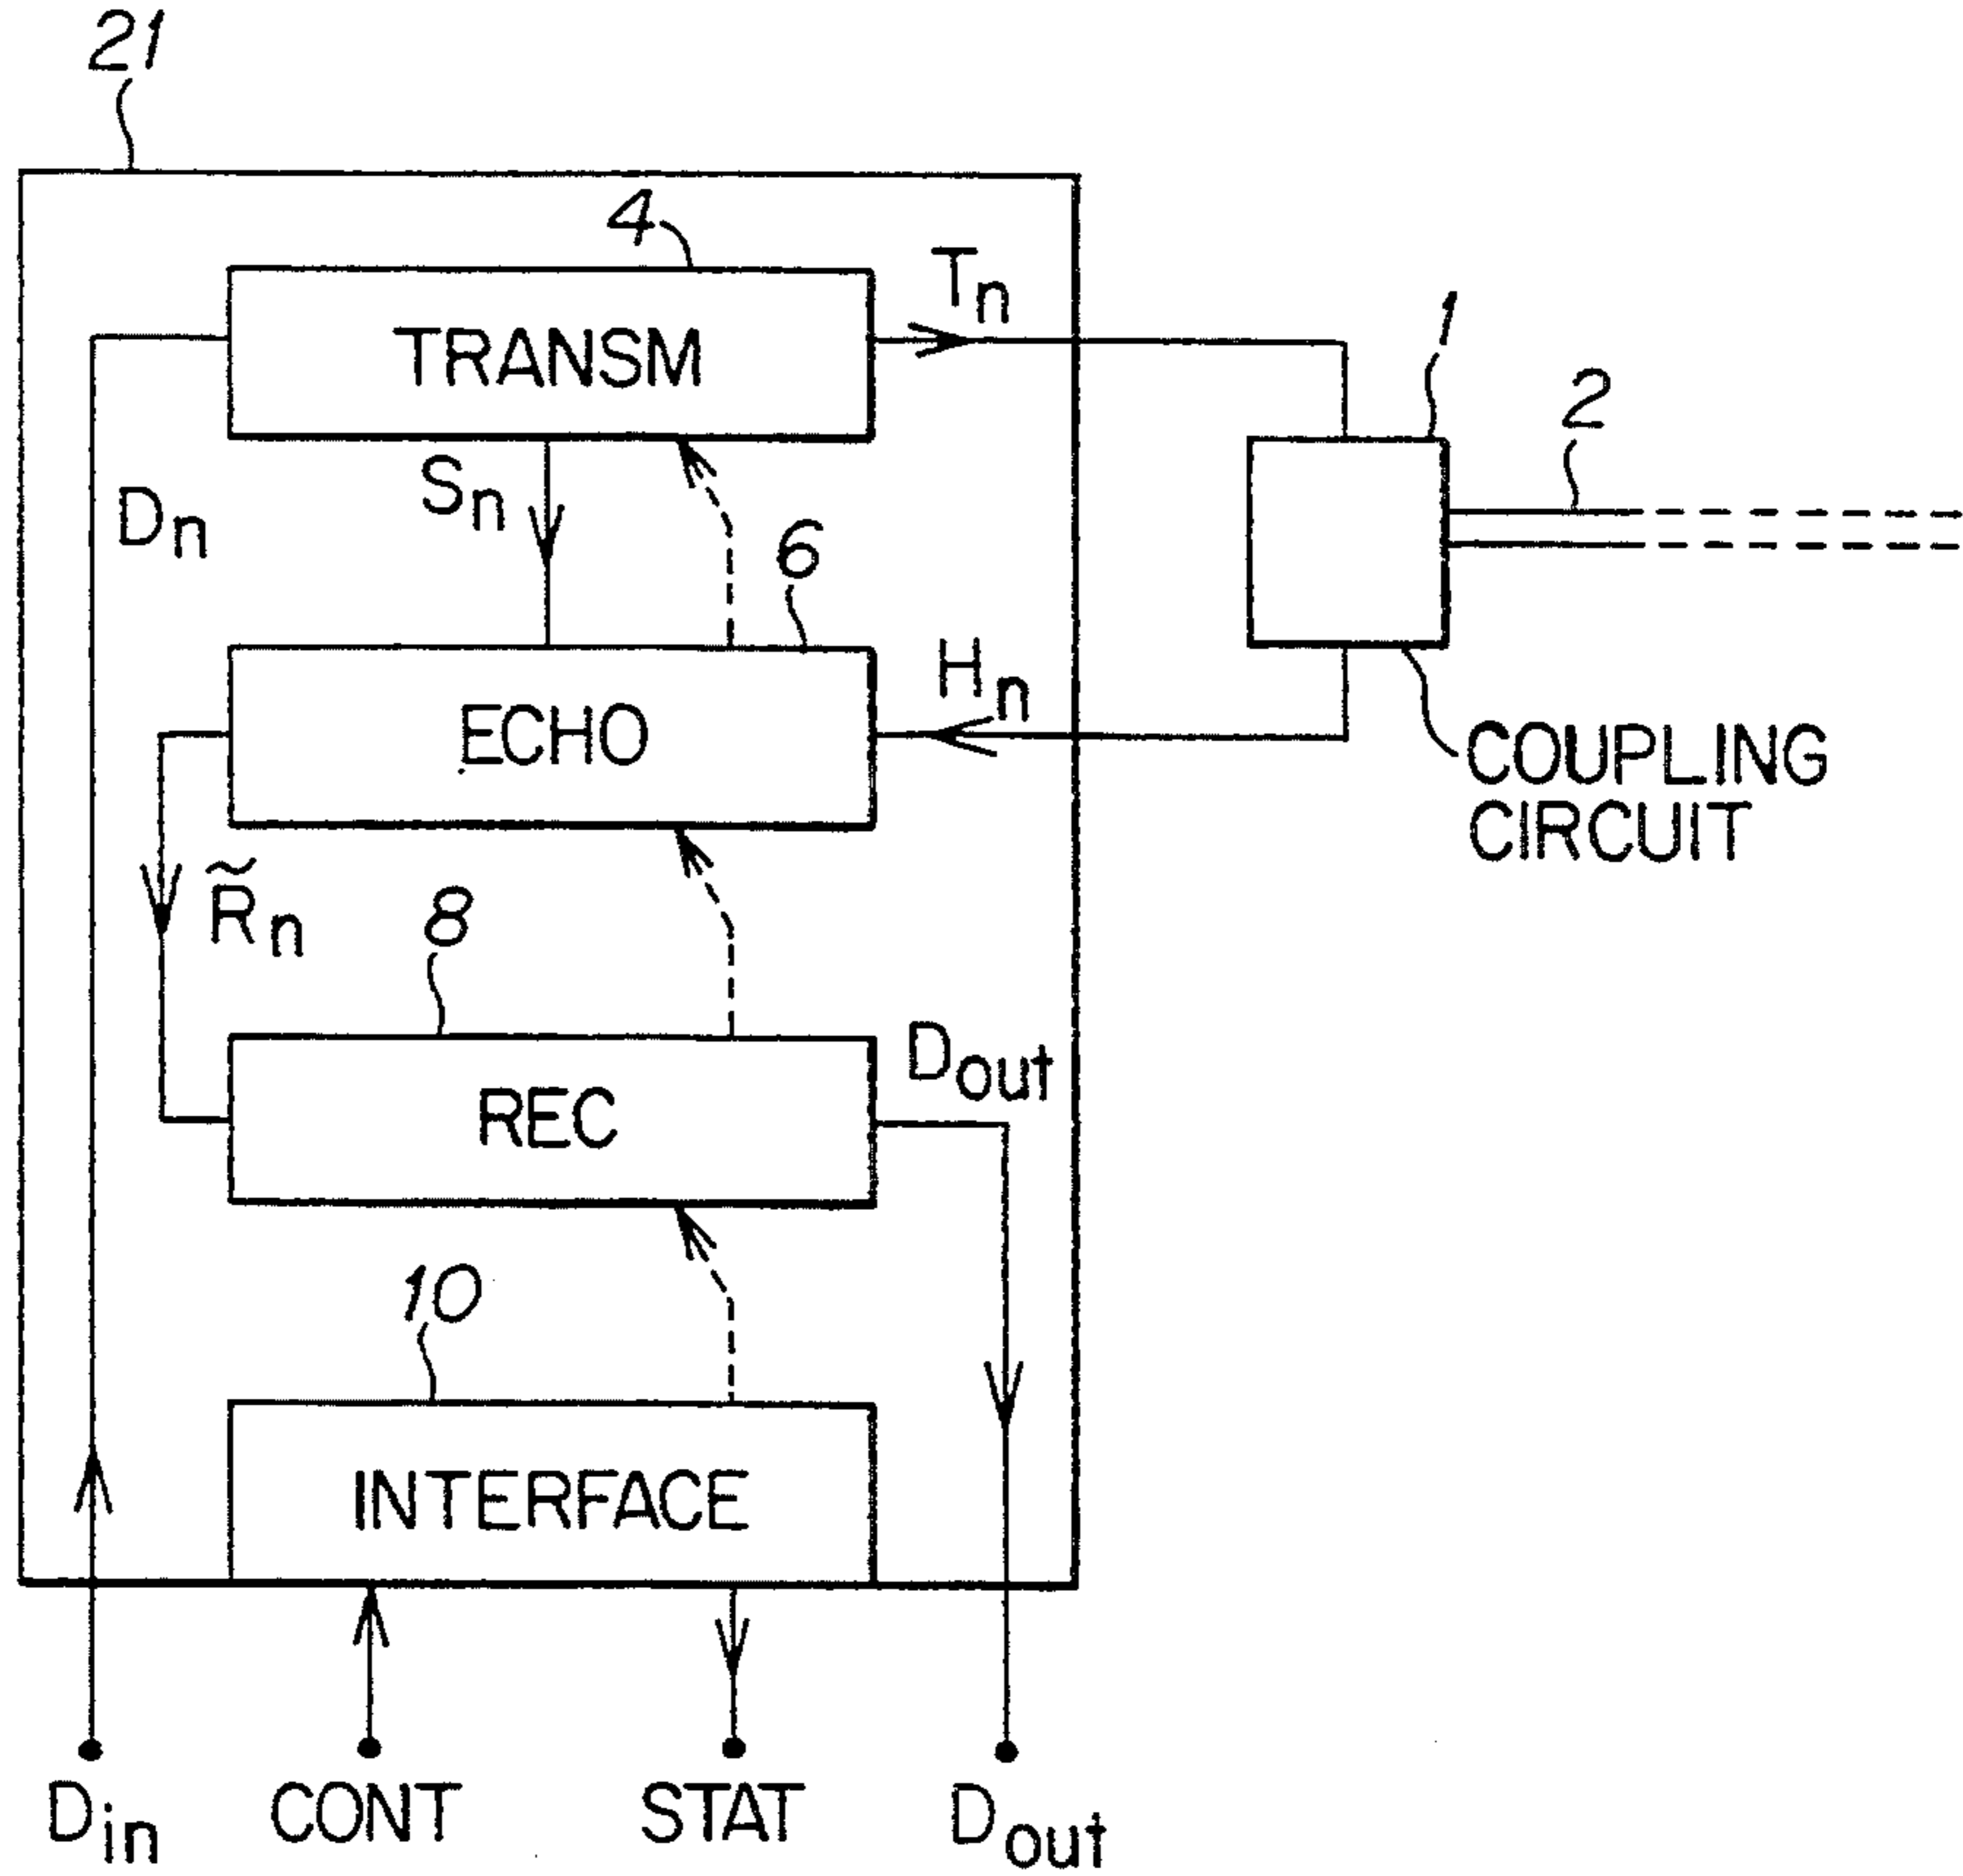 21
4
Tn
TRANSM
1
2
Dn
Sn
6
Hn
ECHO
COUPLING
CIRCUIT
R̃n
8
Dout
REC
10
INTERFACE
Din
CONT
STAT
Dout